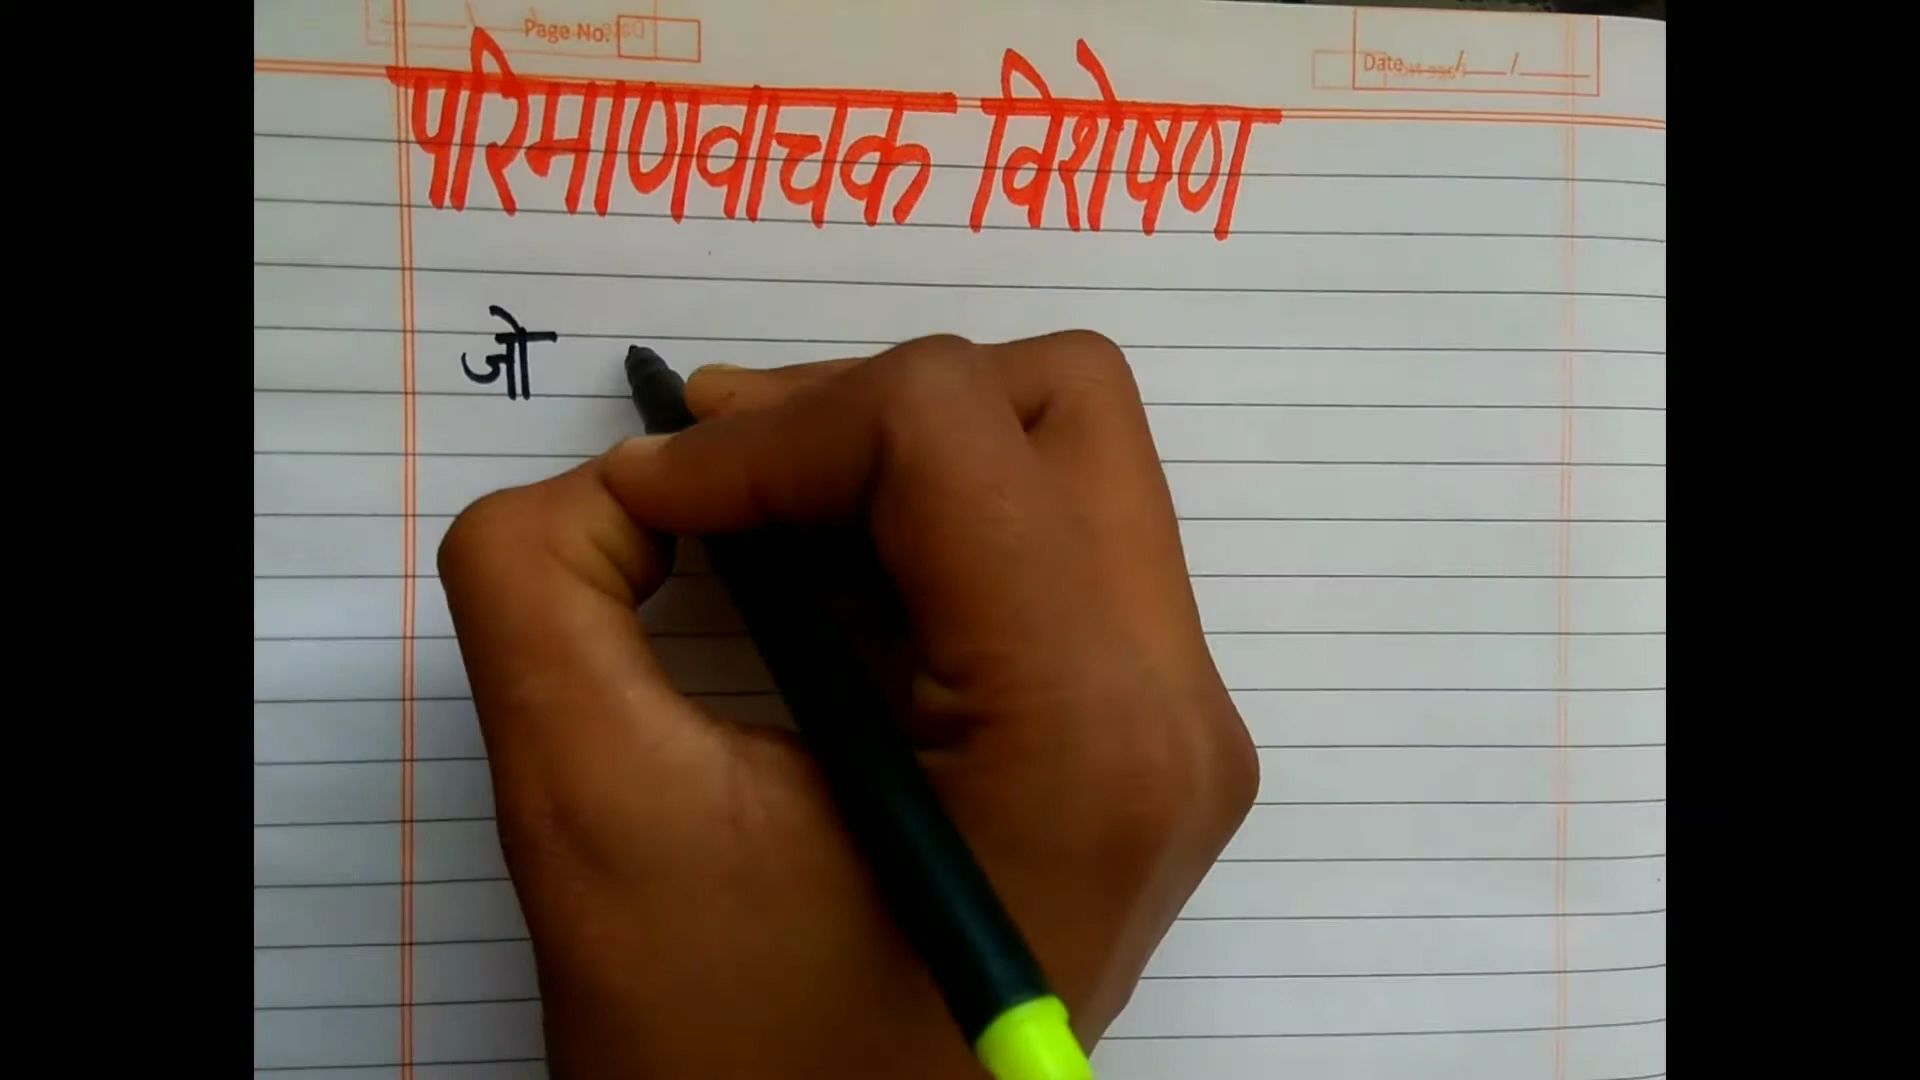 Page No.
Date / /
परिमाणवाचक विशेषण
जो